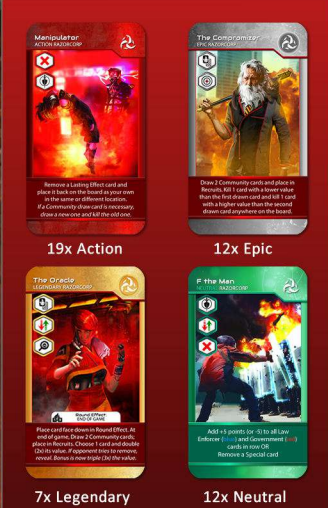 Manipulator
ACTION RAZORCORP
Remove a Lasting Effect card and
place it back on the board as your own
in the same or different location.
If a Community draw card is necessary,
draw a new one and kill the old one.
19x Action
The Compromizer
EPIC RAZORCORP
Draw 2 Community cards and place in
Recruits. Kill 1 card with a lower value
than the first drawn card and kill 1 card
with a higher value than the second
drawn card anywhere on the board.
12x Epic
The Oracle
LEGENDARY RAZORCORP
Round Effect:
END OF GAME
Place card face down in Round Effect. At
end of game, Draw 2 Community cards;
place in Recruits. Choose 1 card and double
(2x) its value. If opponent tries to remove,
reveal. Bonus is now triple (3x) the value.
7x Legendary
F the Man
NEUTRAL RAZORCORP
Add +5 points (or -5) to all Law
Enforcer (blue) and Government (red)
cards in row OR
Remove a Special card
12x Neutral